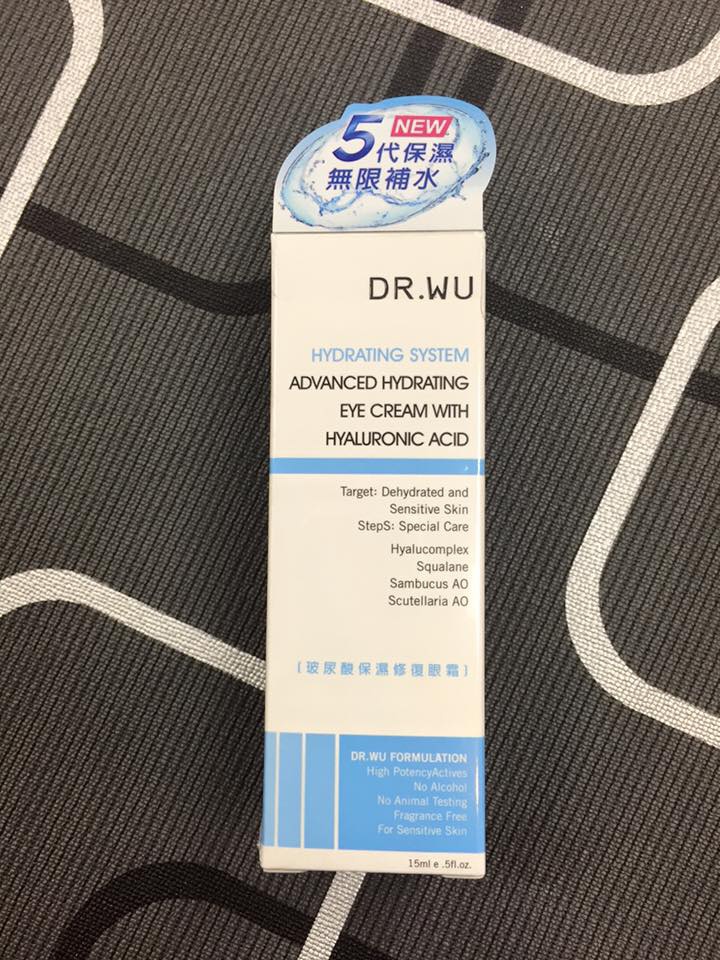 NEW
5代保濕
無限補水
DR.WU
HYDRATING SYSTEM
ADVANCED HYDRATING
EYE CREAM WITH
HYALURONIC ACID
Target: Dehydrated and
Sensitive Skin
StepS: Special Care
Hyalucomplex
Squalane
Sambucus AO
Scutellaria AO
[玻尿酸保濕修復眼霜]
DR.WU FORMULATION
High PotencyActives
No Alcohol
No Animal Testing
Fragrance Free
For Sensitive Skin
15ml e .5fl.oz.